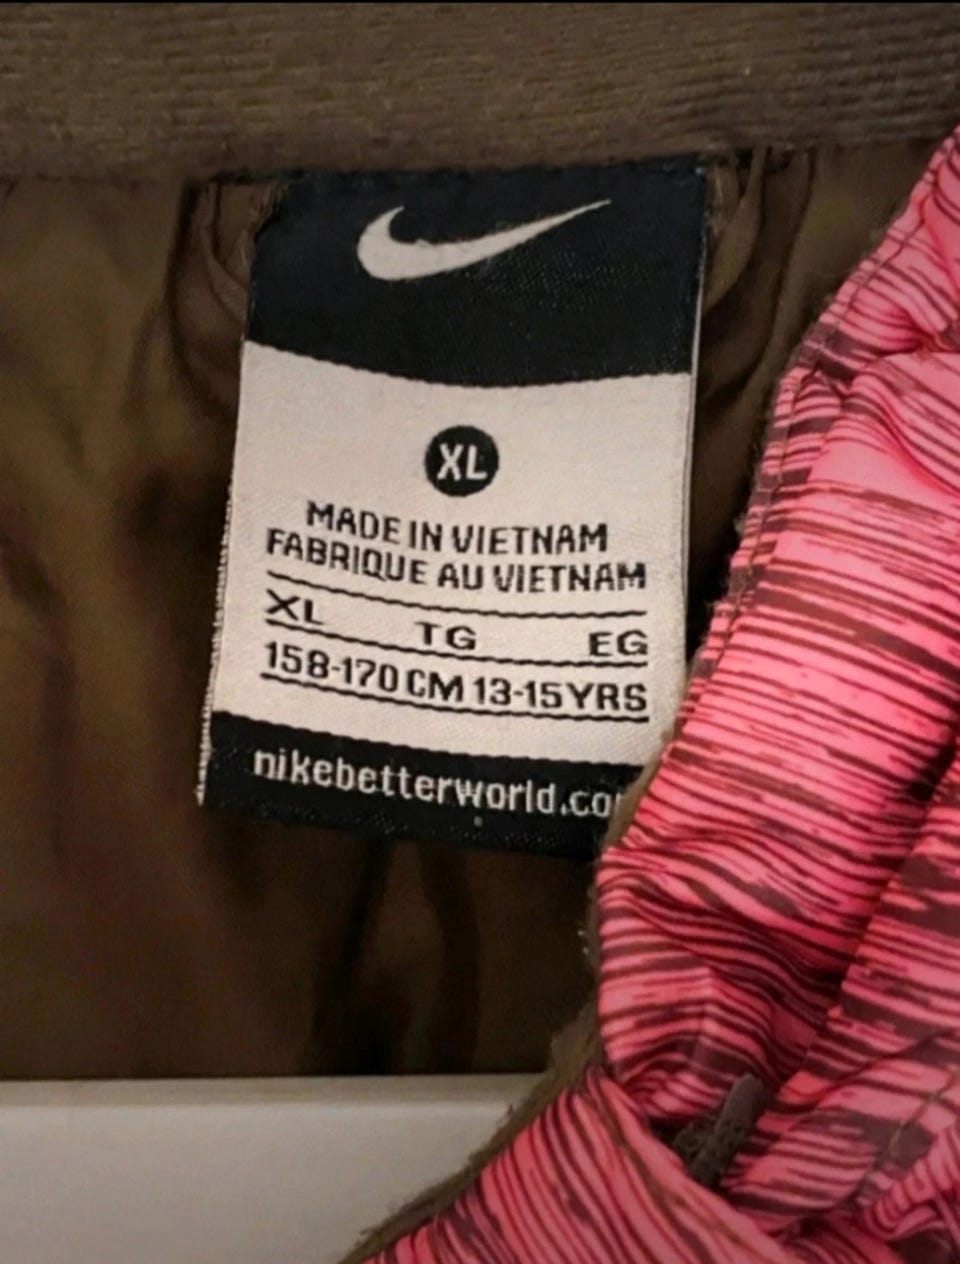 XL
MADE IN VIETNAM
FABRIQUE AU VIETNAM
XL TG EG
158-170 CM 13-15 YRS
nikebetterworld.co